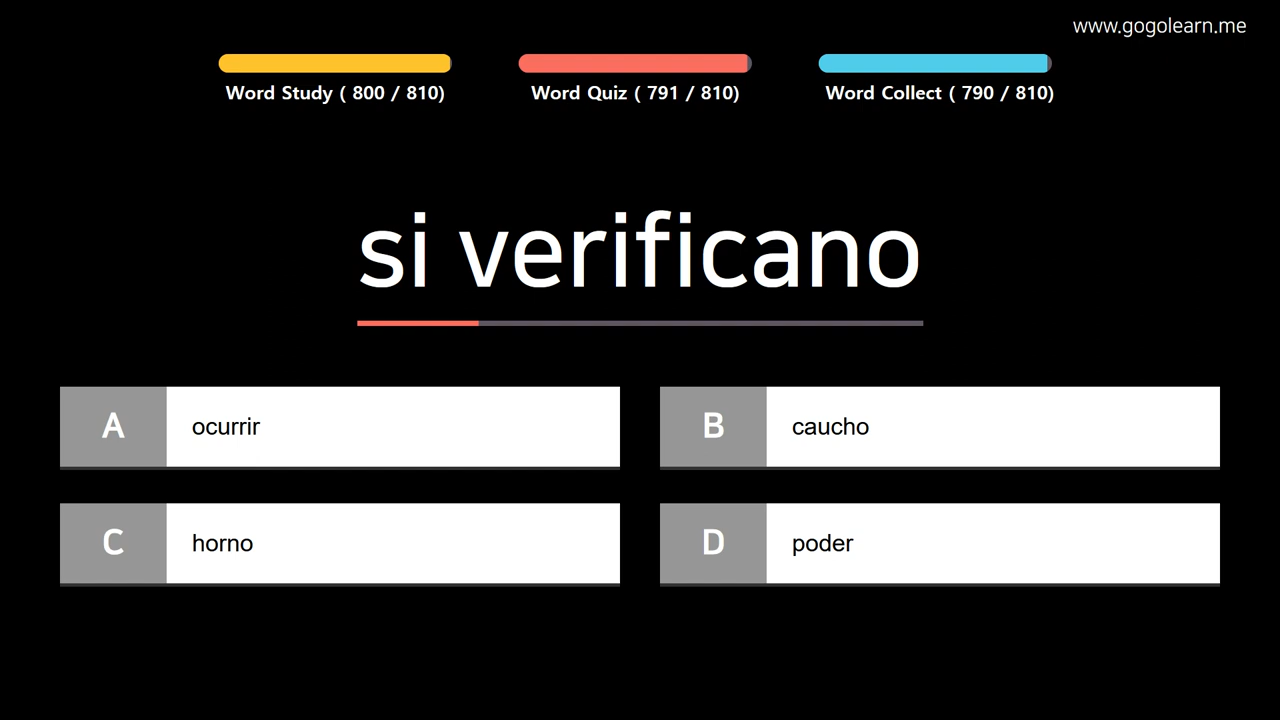 www.gogolearn.me
Word Study ( 800 / 810)
Word Quiz ( 791 / 810)
Word Collect ( 790 / 810)
si verificano
A
ocurrir
B
caucho
C
horno
D
poder